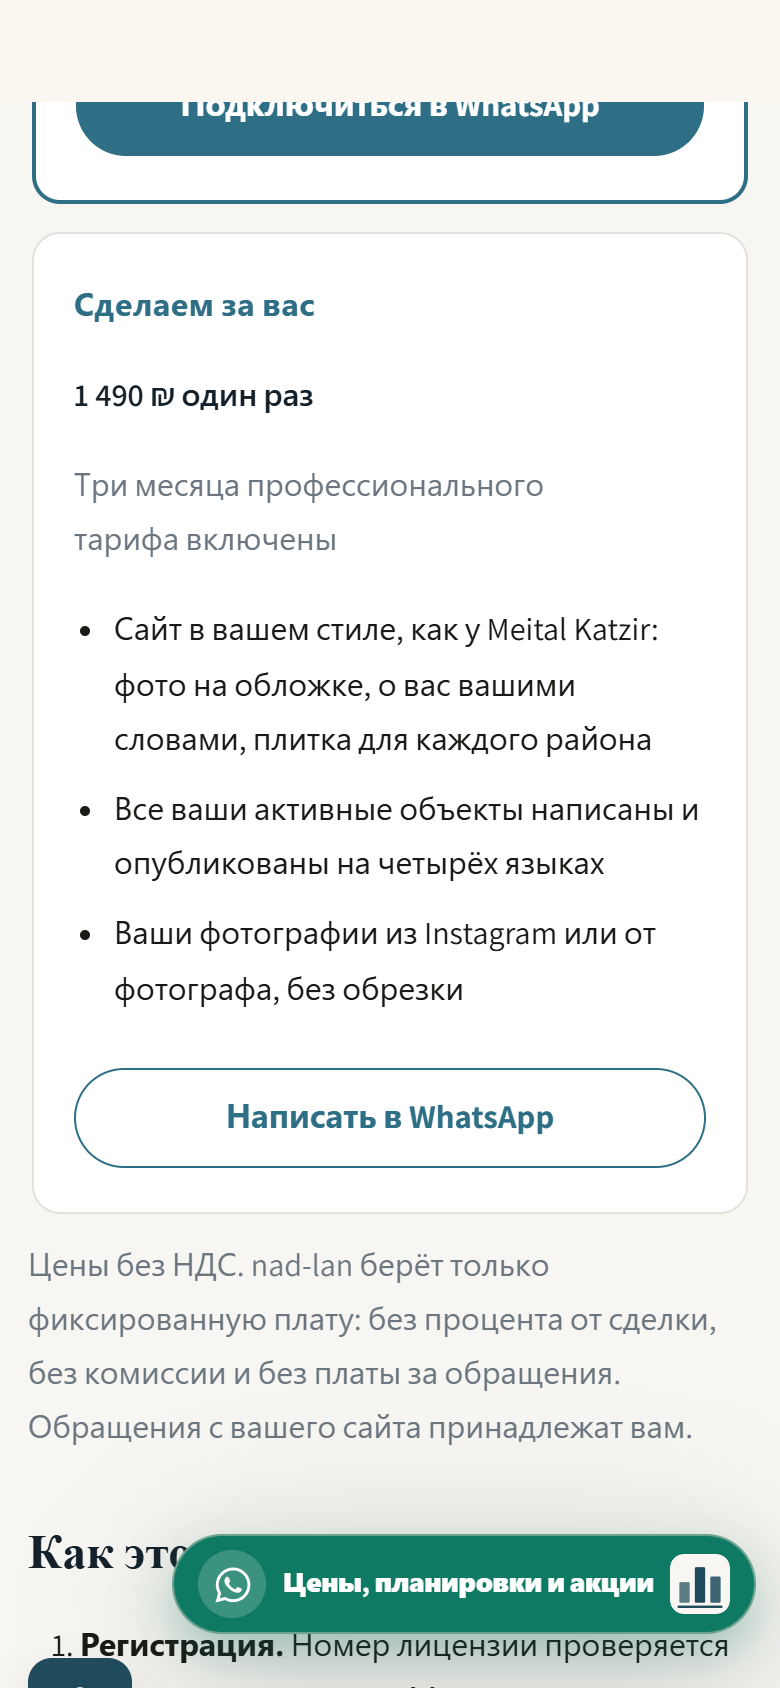 Подключиться в WhatsApp
Сделаем за вас
1 490 ₪ один раз
Три месяца профессионального
тарифа включены
• Сайт в вашем стиле, как у Meital Katzir:
фото на обложке, о вас вашими
словами, плитка для каждого района
• Все ваши активные объекты написаны и
опубликованы на четырёх языках
• Ваши фотографии из Instagram или от
фотографа, без обрезки
Написать в WhatsApp
Цены без НДС. nad-lan берёт только
фиксированную плату: без процента от сделки,
без комиссии и без платы за обращения.
Обращения с вашего сайта принадлежат вам.
Как это
Цены, планировки и акции
1. Регистрация. Номер лицензии проверяется